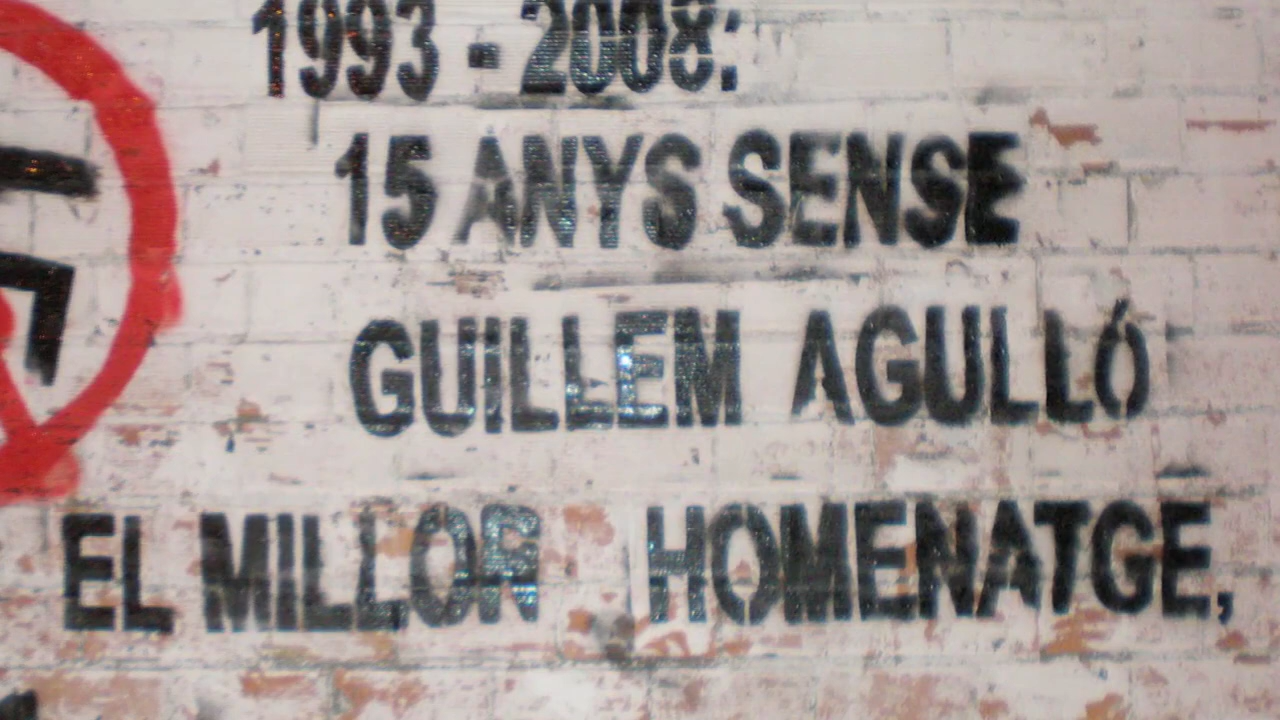 1993 - 2008:
15 ANYS SENSE
GUILLEM AGULLÓ
EL MILLOR HOMENATGE,